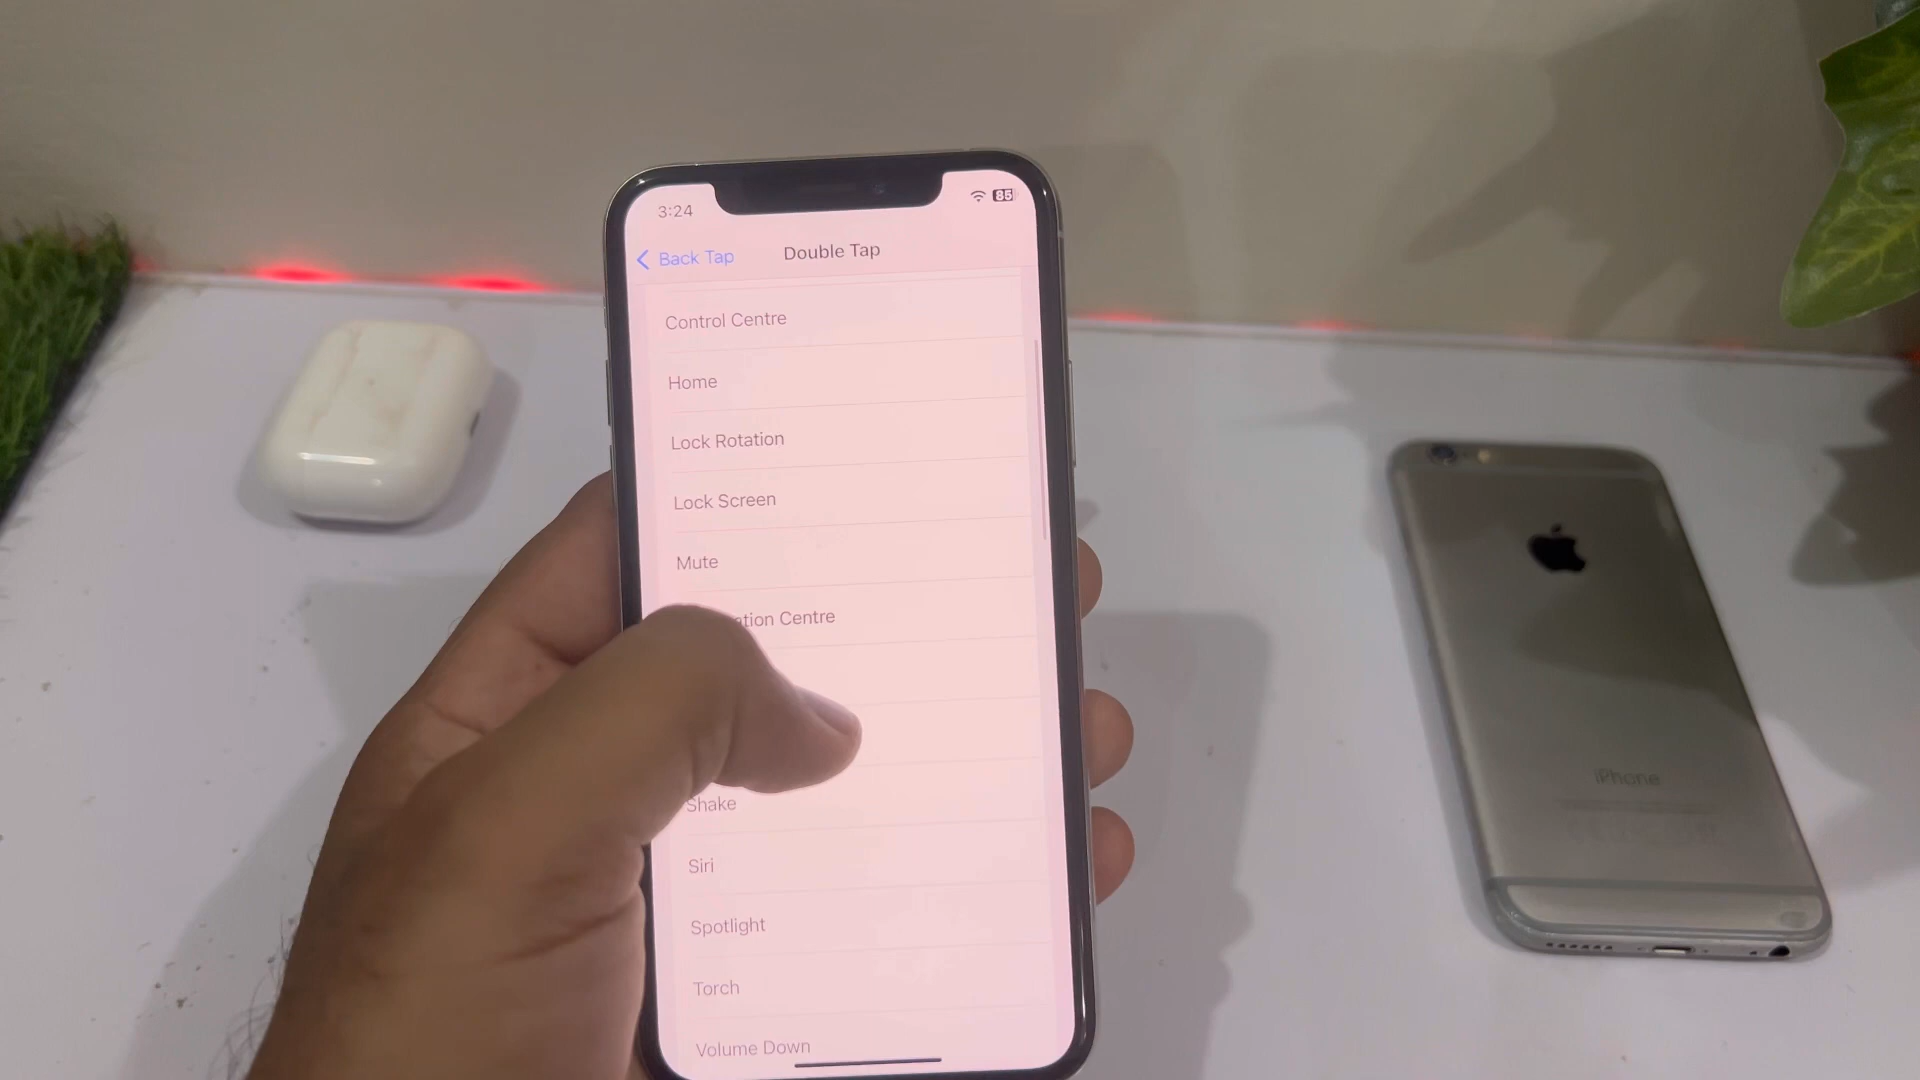 3:24
85
Back Tap
Double Tap
Control Centre
Home
Lock Rotation
Lock Screen
Mute
ation Centre
Shake
Siri
Spotlight
Torch
Volume Down
iPhone